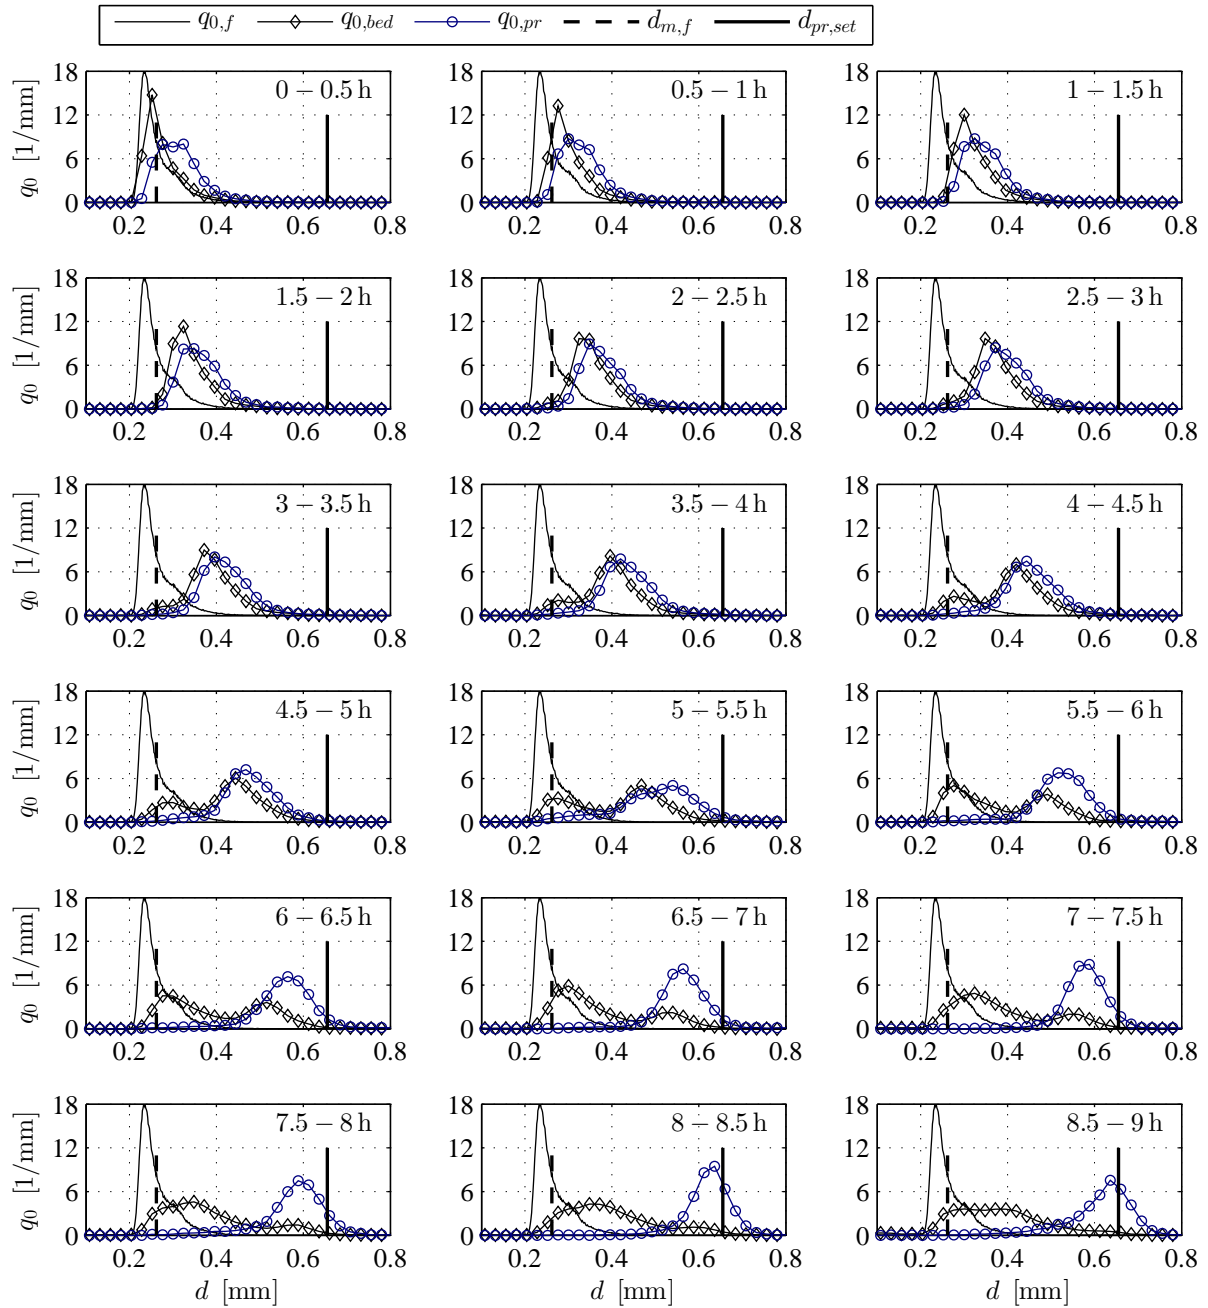 q0,f q0,bed q0,pr dm,f dpr,set
18 12 6 0 q0 [1/mm] 0 – 0.5 h 0.2 0.4 0.6 0.8
18 12 6 0 0.5 – 1 h 0.2 0.4 0.6 0.8
18 12 6 0 1 – 1.5 h 0.2 0.4 0.6 0.8
18 12 6 0 q0 [1/mm] 1.5 – 2 h 0.2 0.4 0.6 0.8
18 12 6 0 2 – 2.5 h 0.2 0.4 0.6 0.8
18 12 6 0 2.5 – 3 h 0.2 0.4 0.6 0.8
18 12 6 0 q0 [1/mm] 3 – 3.5 h 0.2 0.4 0.6 0.8
18 12 6 0 3.5 – 4 h 0.2 0.4 0.6 0.8
18 12 6 0 4 – 4.5 h 0.2 0.4 0.6 0.8
18 12 6 0 q0 [1/mm] 4.5 – 5 h 0.2 0.4 0.6 0.8
18 12 6 0 5 – 5.5 h 0.2 0.4 0.6 0.8
18 12 6 0 5.5 – 6 h 0.2 0.4 0.6 0.8
18 12 6 0 q0 [1/mm] 6 – 6.5 h 0.2 0.4 0.6 0.8
18 12 6 0 6.5 – 7 h 0.2 0.4 0.6 0.8
18 12 6 0 7 – 7.5 h 0.2 0.4 0.6 0.8
18 12 6 0 q0 [1/mm] 7.5 – 8 h 0.2 0.4 0.6 0.8 d [mm]
18 12 6 0 8 – 8.5 h 0.2 0.4 0.6 0.8 d [mm]
18 12 6 0 8.5 – 9 h 0.2 0.4 0.6 0.8 d [mm]